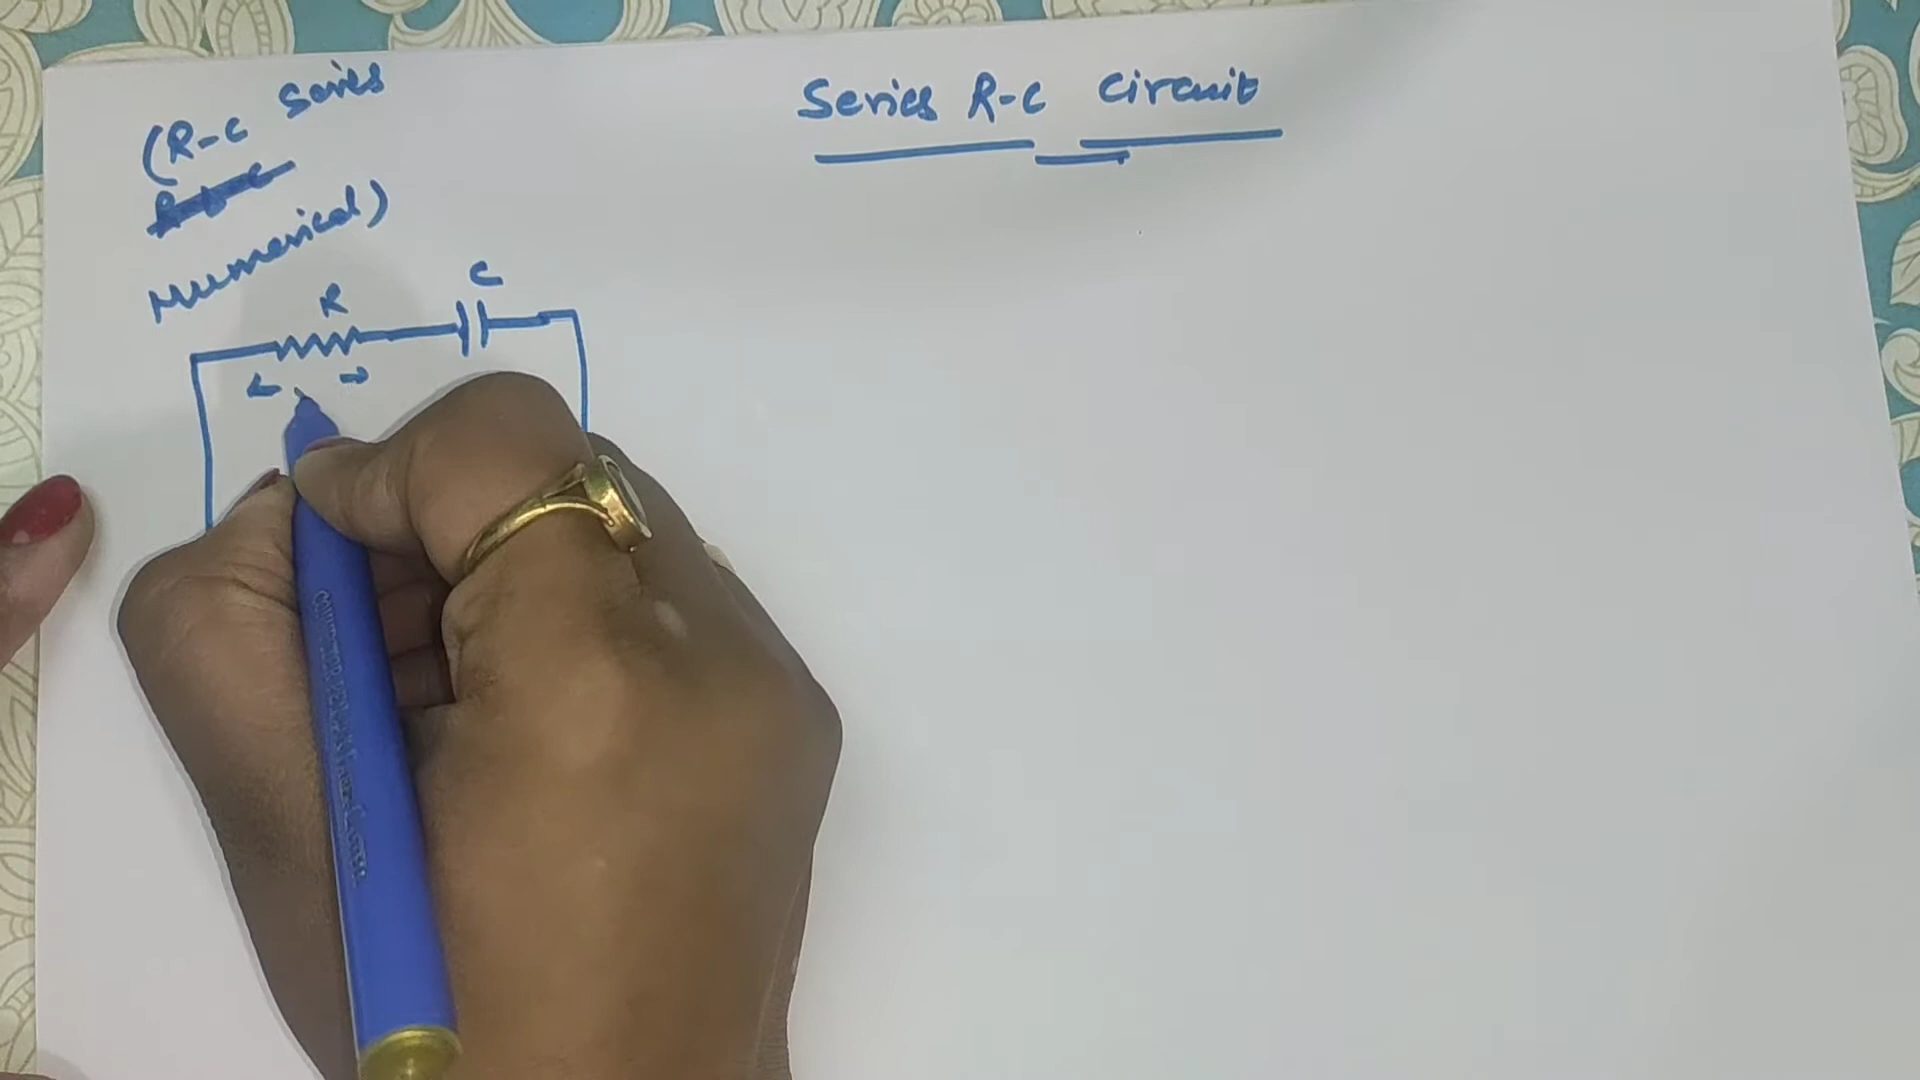 Series R-C Circuit
(R-C Series
Numerical)
R
C